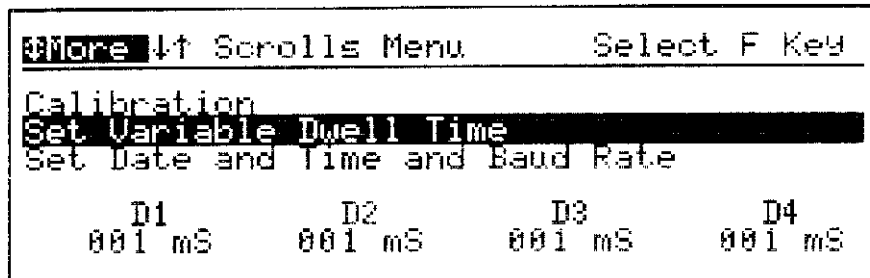 ↕More ↓↑ Scrolls Menu Select F Key
Calibration
Set Variable Dwell Time
Set Date and Time and Baud Rate
D1 D2 D3 D4
001 mS 001 mS 001 mS 001 mS